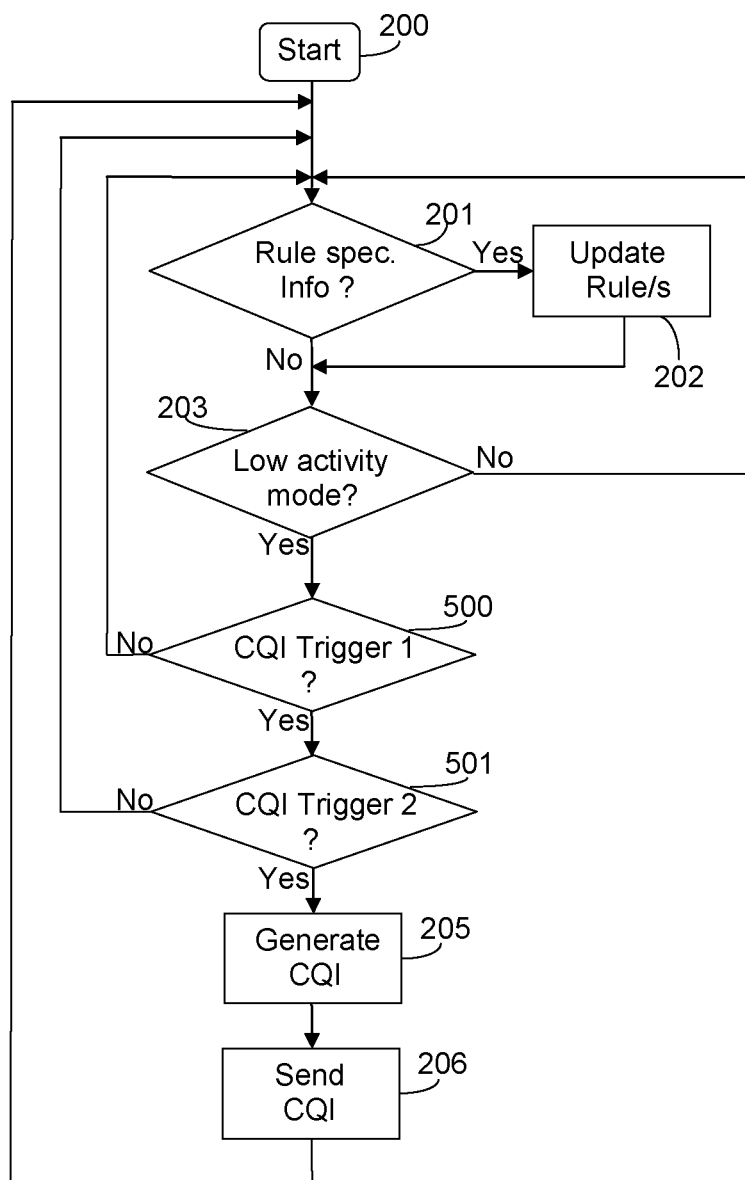 Start
200
Rule spec.
Info ?
201
Yes
Update
Rule/s
202
No
203
Low activity
mode?
No
Yes
500
No
CQI Trigger 1
?
Yes
501
No
CQI Trigger 2
?
Yes
Generate
CQI
205
Send
CQI
206